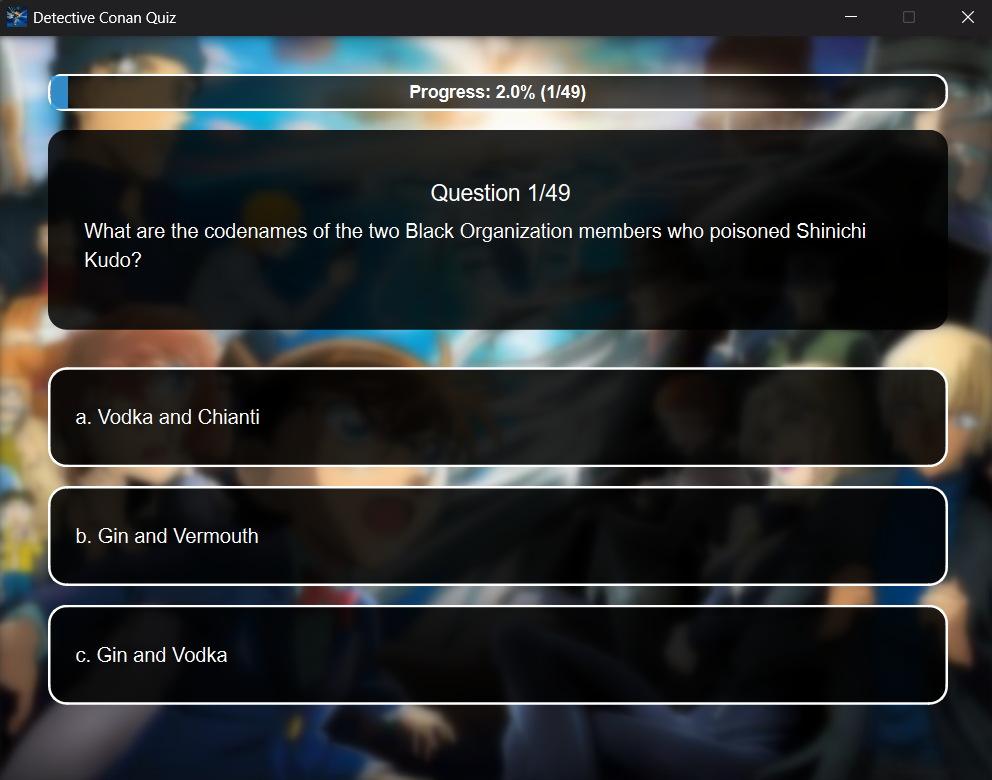 Detective Conan Quiz
Progress: 2.0% (1/49)
Question 1/49
What are the codenames of the two Black Organization members who poisoned Shinichi
Kudo?
a. Vodka and Chianti
b. Gin and Vermouth
c. Gin and Vodka